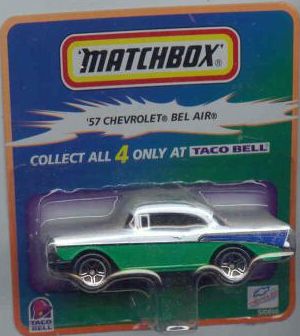 MATCHBOX®
'57 CHEVROLET® BEL AIR®
COLLECT ALL 4 ONLY AT TACO BELL
TACO
BELL